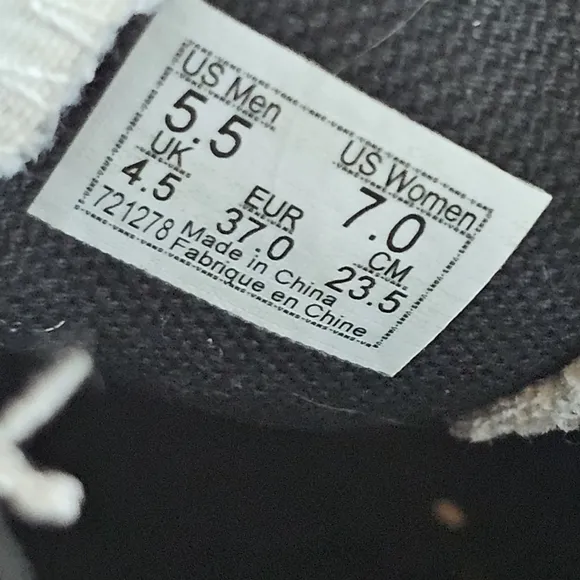 US Men US Women
5.5 7.0
UK EUR CM
4.5 37.0 23.5
721278 Made in China
Fabrique en Chine